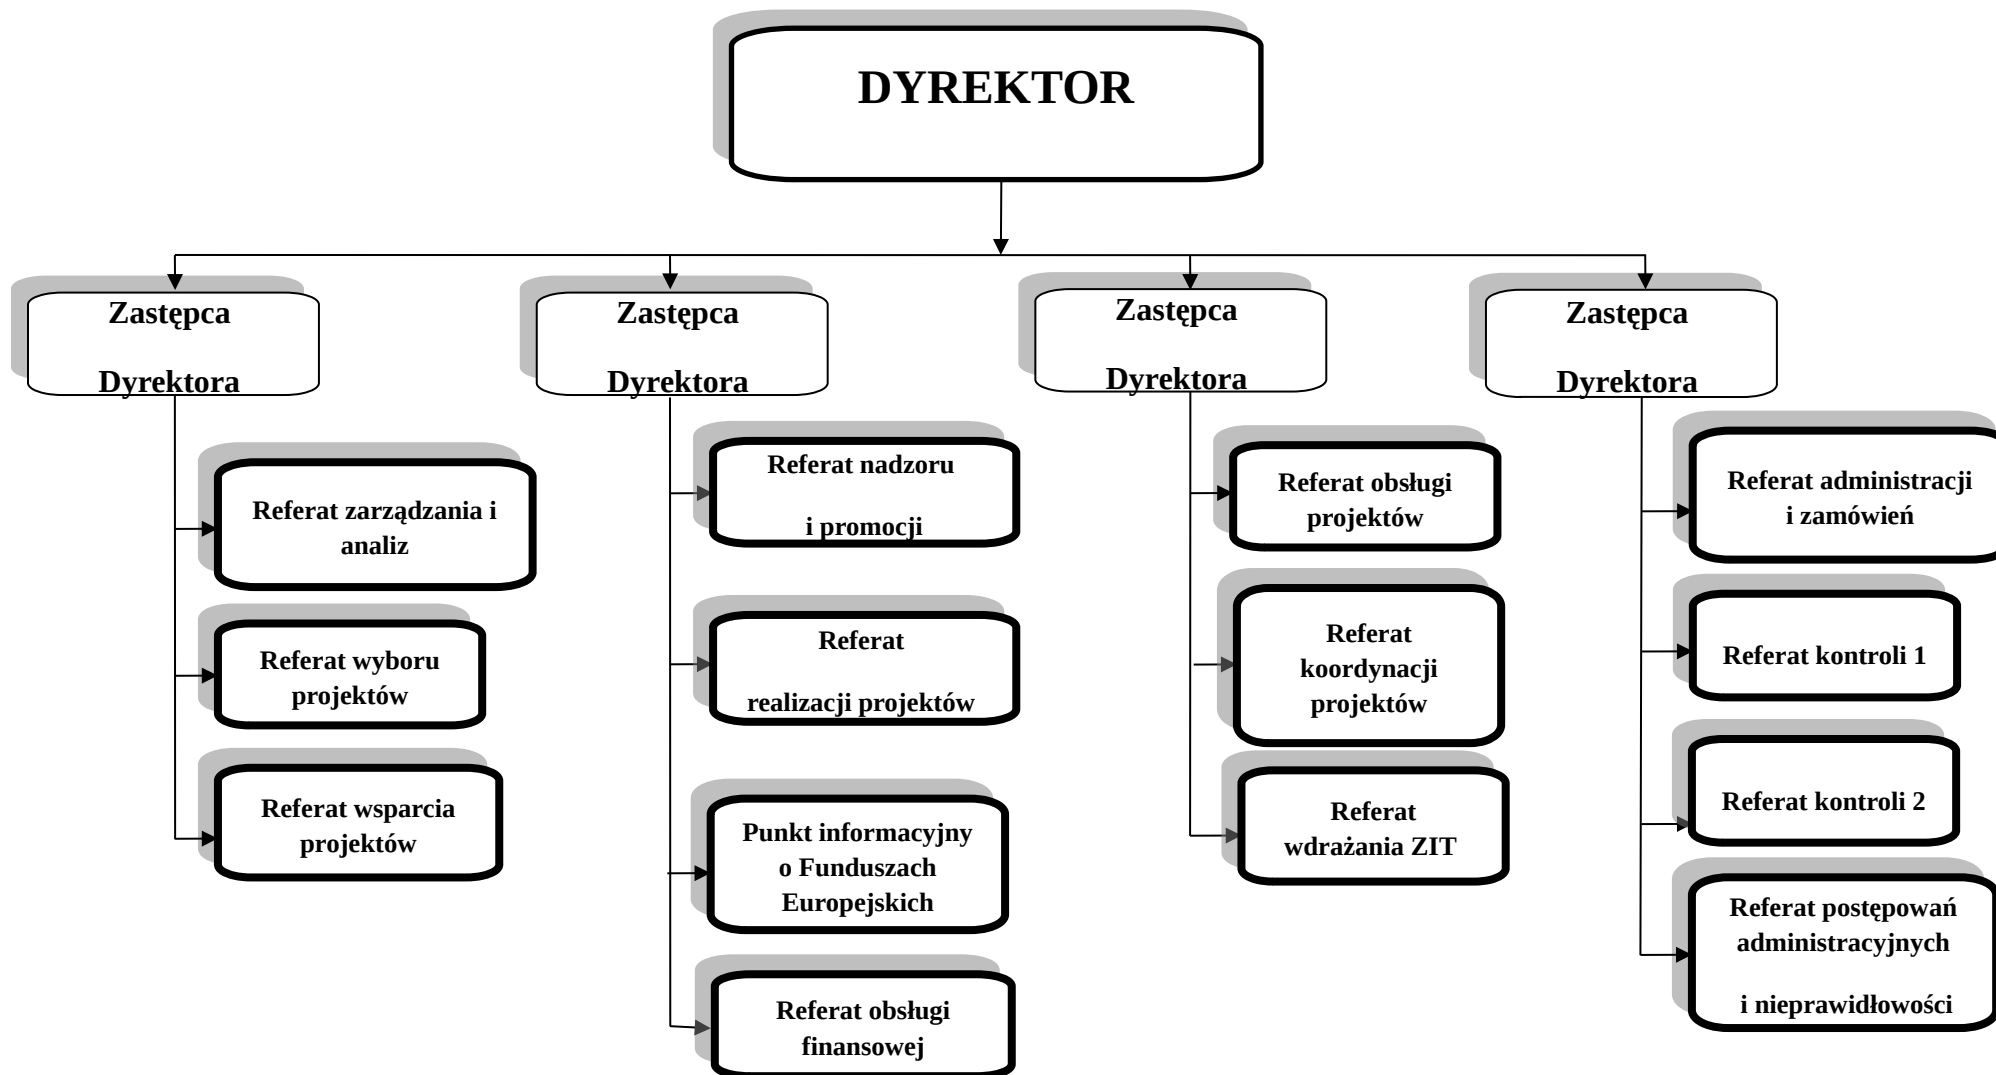 DYREKTOR
Zastępca
Dyrektora
Zastępca
Dyrektora
Zastępca
Dyrektora
Zastępca
Dyrektora
Referat zarządzania i
analiz
Referat wyboru
projektów
Referat wsparcia
projektów
Referat nadzoru
i promocji
Referat
realizacji projektów
Punkt informacyjny
o Funduszach
Europejskich
Referat obsługi
finansowej
Referat obsługi
projektów
Referat
koordynacji
projektów
Referat
wdrażania ZIT
Referat administracji
i zamówień
Referat kontroli 1
Referat kontroli 2
Referat postępowań
administracyjnych
i nieprawidłowości